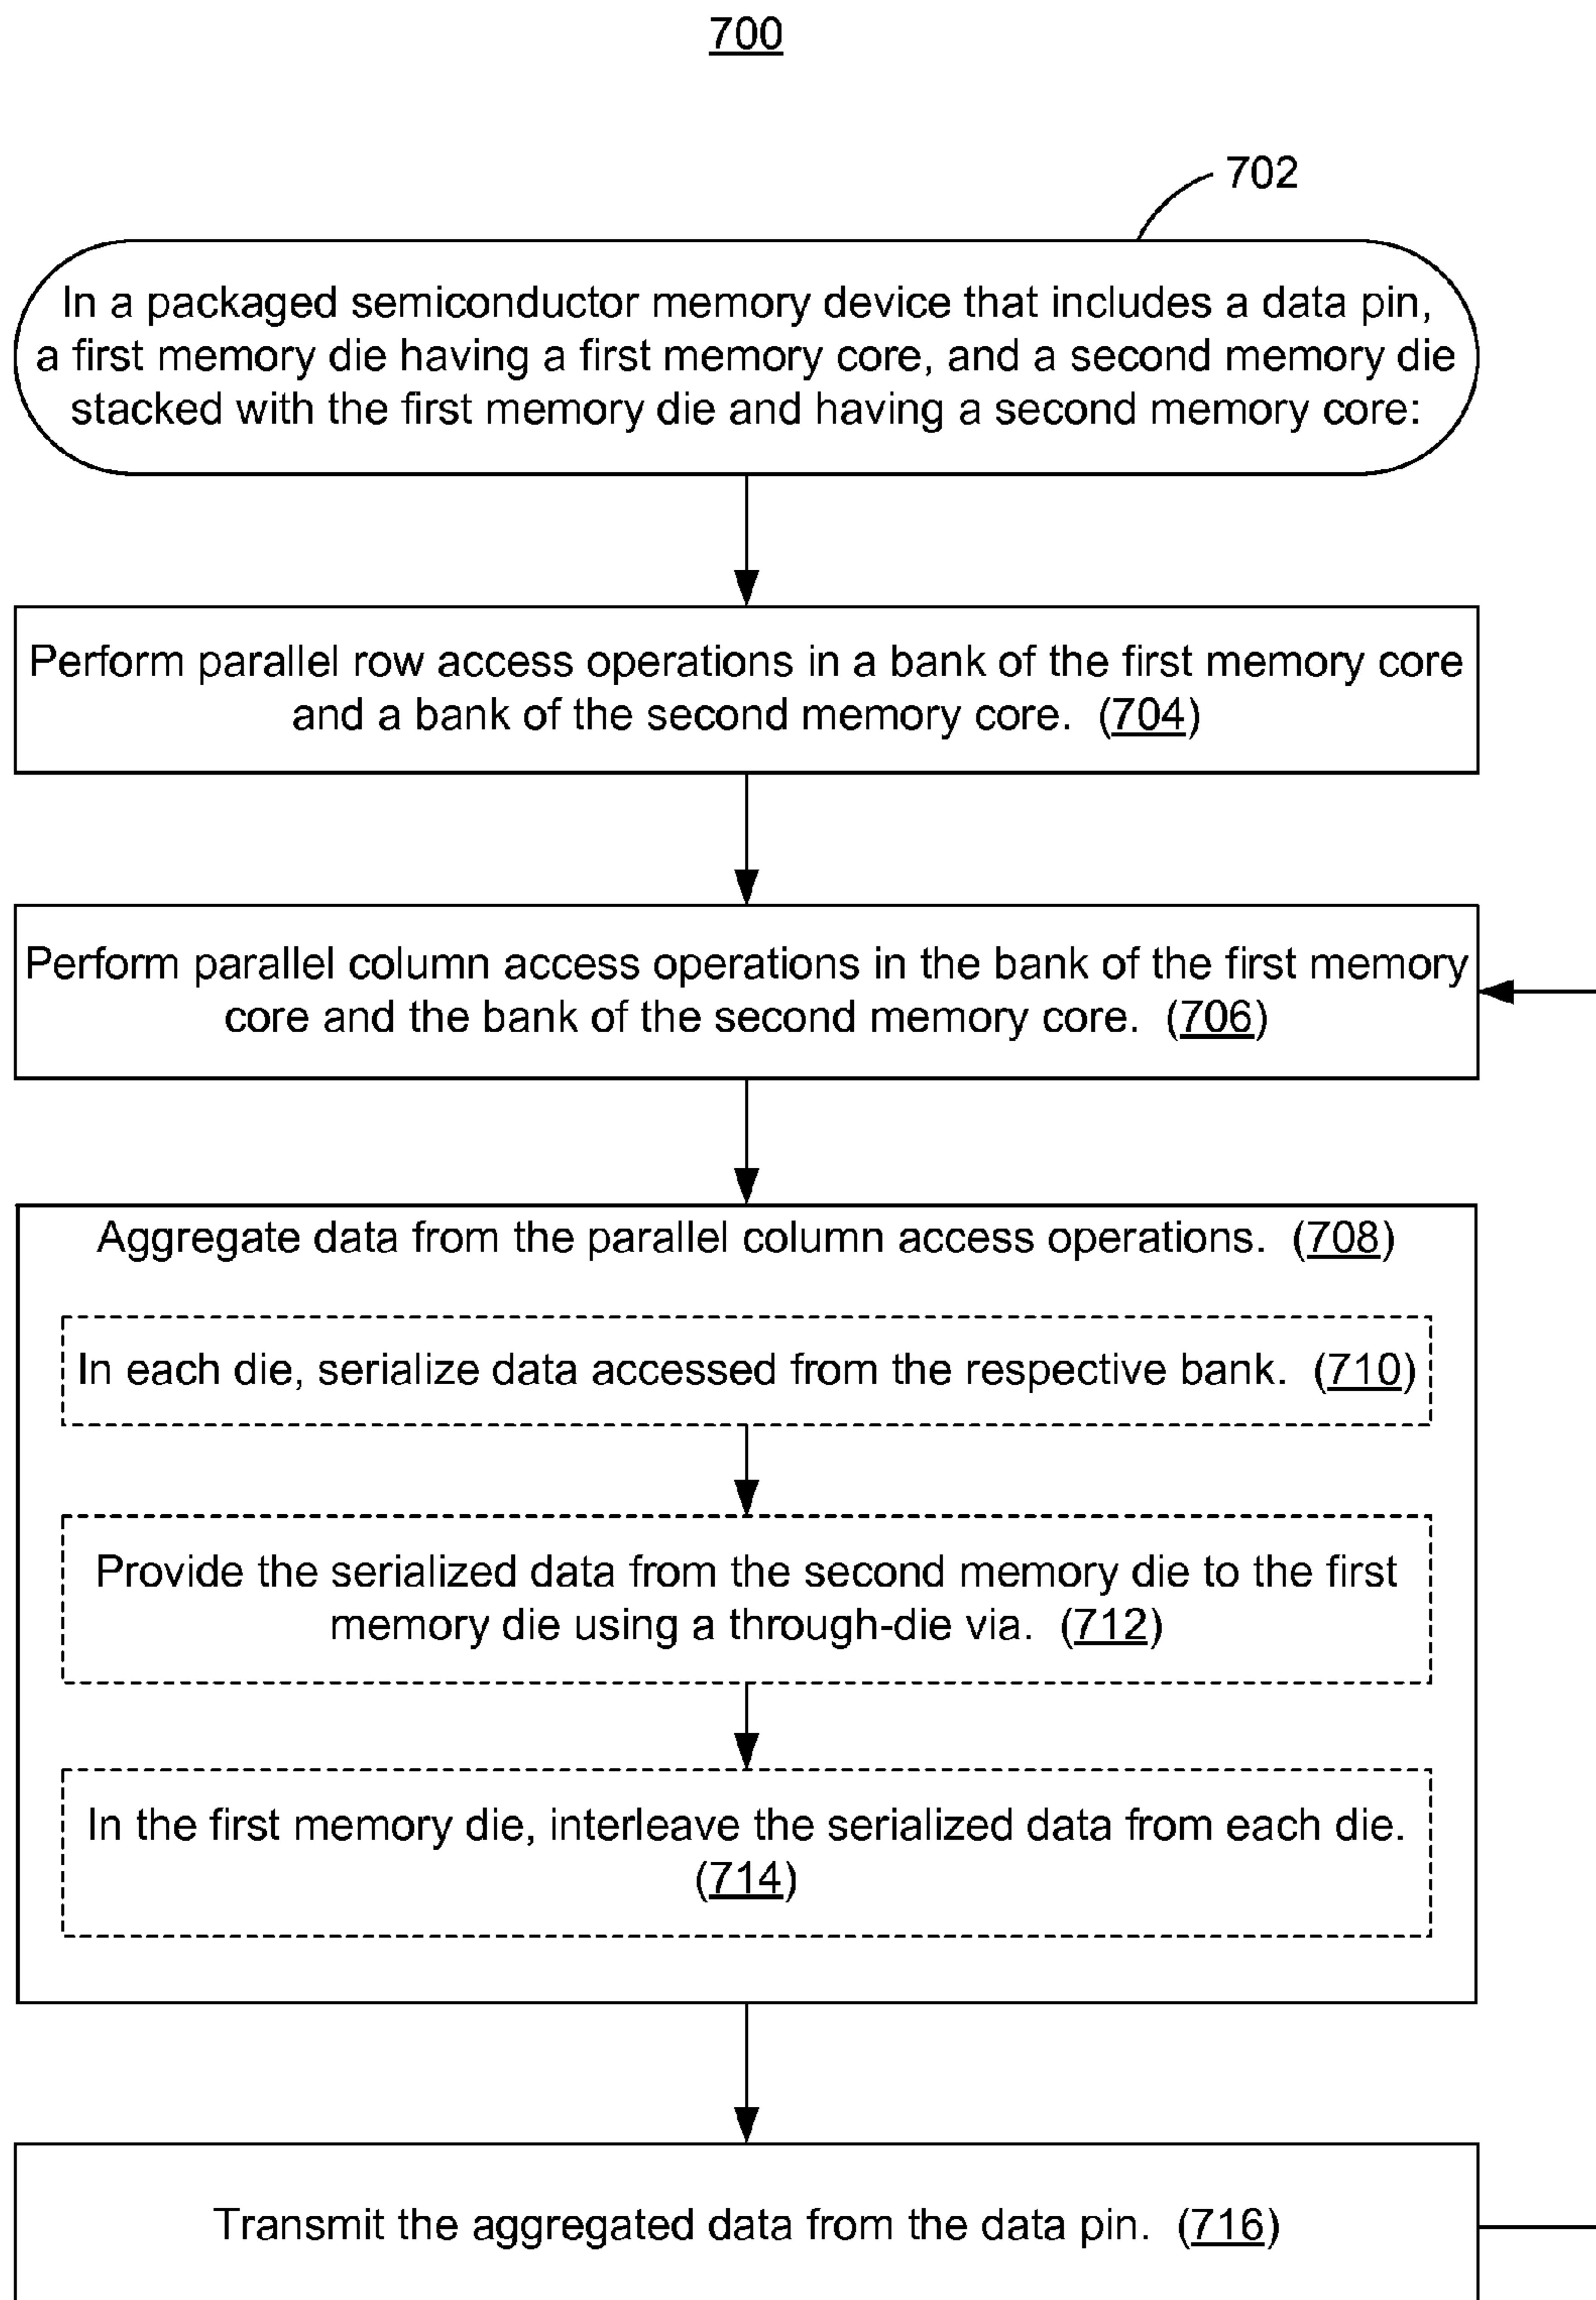 700
702
In a packaged semiconductor memory device that includes a data pin,
a first memory die having a first memory core, and a second memory die
stacked with the first memory die and having a second memory core:
Perform parallel row access operations in a bank of the first memory core
and a bank of the second memory core. (704)
Perform parallel column access operations in the bank of the first memory
core and the bank of the second memory core. (706)
Aggregate data from the parallel column access operations. (708)
In each die, serialize data accessed from the respective bank. (710)
Provide the serialized data from the second memory die to the first
memory die using a through-die via. (712)
In the first memory die, interleave the serialized data from each die.
(714)
Transmit the aggregated data from the data pin. (716)